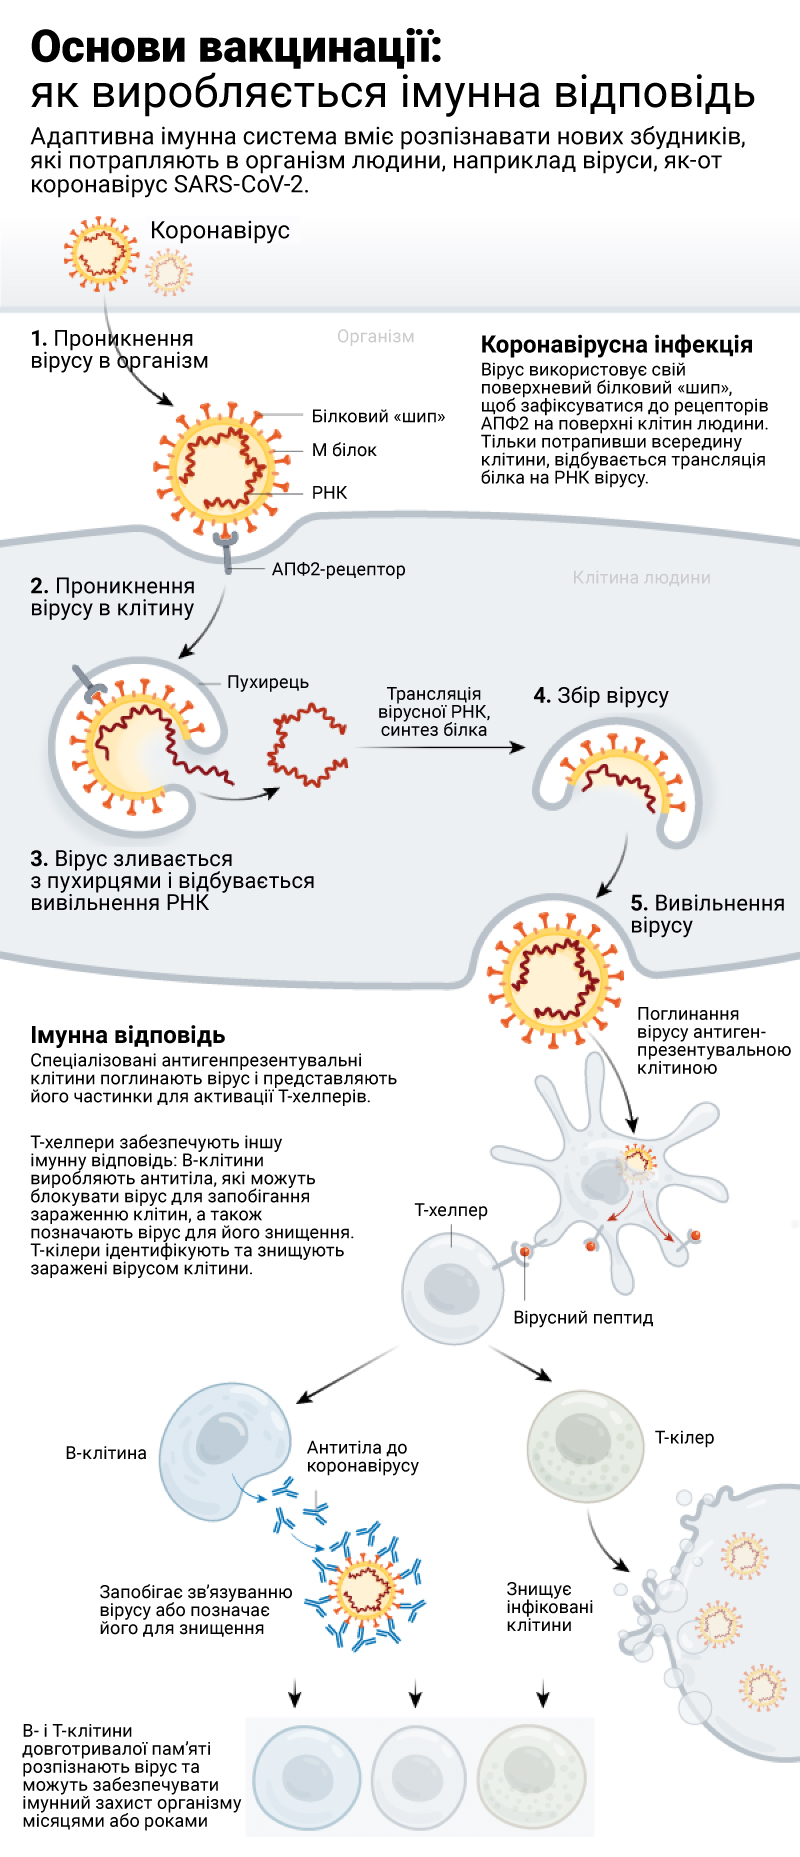 Основи вакцинації:
як виробляється імунна відповідь
Адаптивна імунна система вміє розпізнавати нових збудників,
які потрапляють в організм людини, наприклад віруси, як-от
коронавірус SARS-CoV-2.
Коронавірус
1. Проникнення
вірусу в організм
Організм
Коронавірусна інфекція
Вірус використовує свій
поверхневий білковий «шип»,
щоб зафіксуватися до рецепторів
АПФ2 на поверхні клітин людини.
Тільки потрапивши всередину
клітини, відбувається трансляція
білка на РНК вірусу.
Білковий «шип»
М білок
РНК
АПФ2-рецептор
Клітина людини
2. Проникнення
вірусу в клітину
Пухирець
Трансляція
вірусної РНК,
синтез білка
4. Збір вірусу
3. Вірус зливається
з пухирцями і відбувається
вивільнення РНК
5. Вивільнення
вірусу
Імунна відповідь
Спеціалізовані антигенпрезентувальні
клітини поглинають вірус і представляють
його частинки для активації Т-хелперів.
Поглинання
вірусу антиген-
презентувальною
клітиною
Т-хелпери забезпечують іншу
імунну відповідь: В-клітини
виробляють антитіла, які можуть
блокувати вірус для запобігання
зараженню клітин, а також
позначають вірус для його знищення.
Т-кілери ідентифікують та знищують
заражені вірусом клітини.
Т-хелпер
Вірусний пептид
В-клітина
Антитіла до
коронавірусу
Т-кілер
Запобігає зв’язуванню
вірусу або позначає
його для знищення
Знищує
інфіковані
клітини
В- і Т-клітини
довготривалої пам’яті
розпізнають вірус та
можуть забезпечувати
імунний захист організму
місяцями або роками